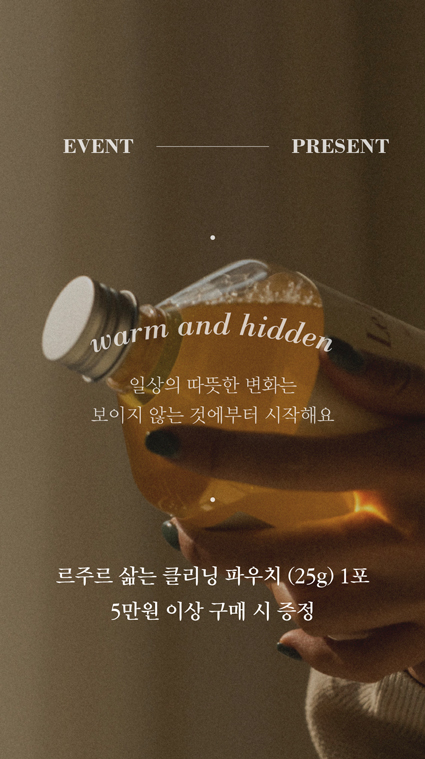 EVENT PRESENT
warm and hidden
Le
일상의 따뜻한 변화는
보이지 않는 것에부터 시작해요
르주르 삶는 클리닝 파우치 (25g) 1포
5만원 이상 구매 시 증정